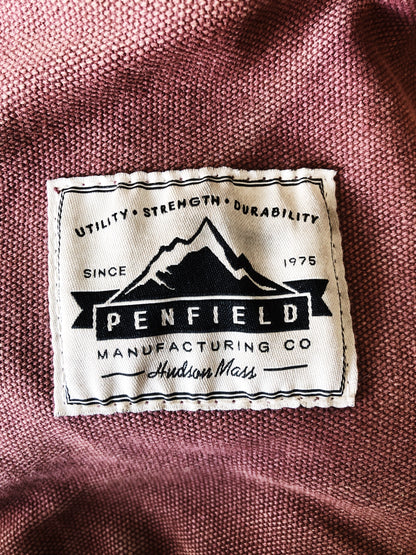 UTILITY • STRENGTH • DURABILITY
SINCE 1975
PENFIELD
MANUFACTURING CO
Hudson Mass